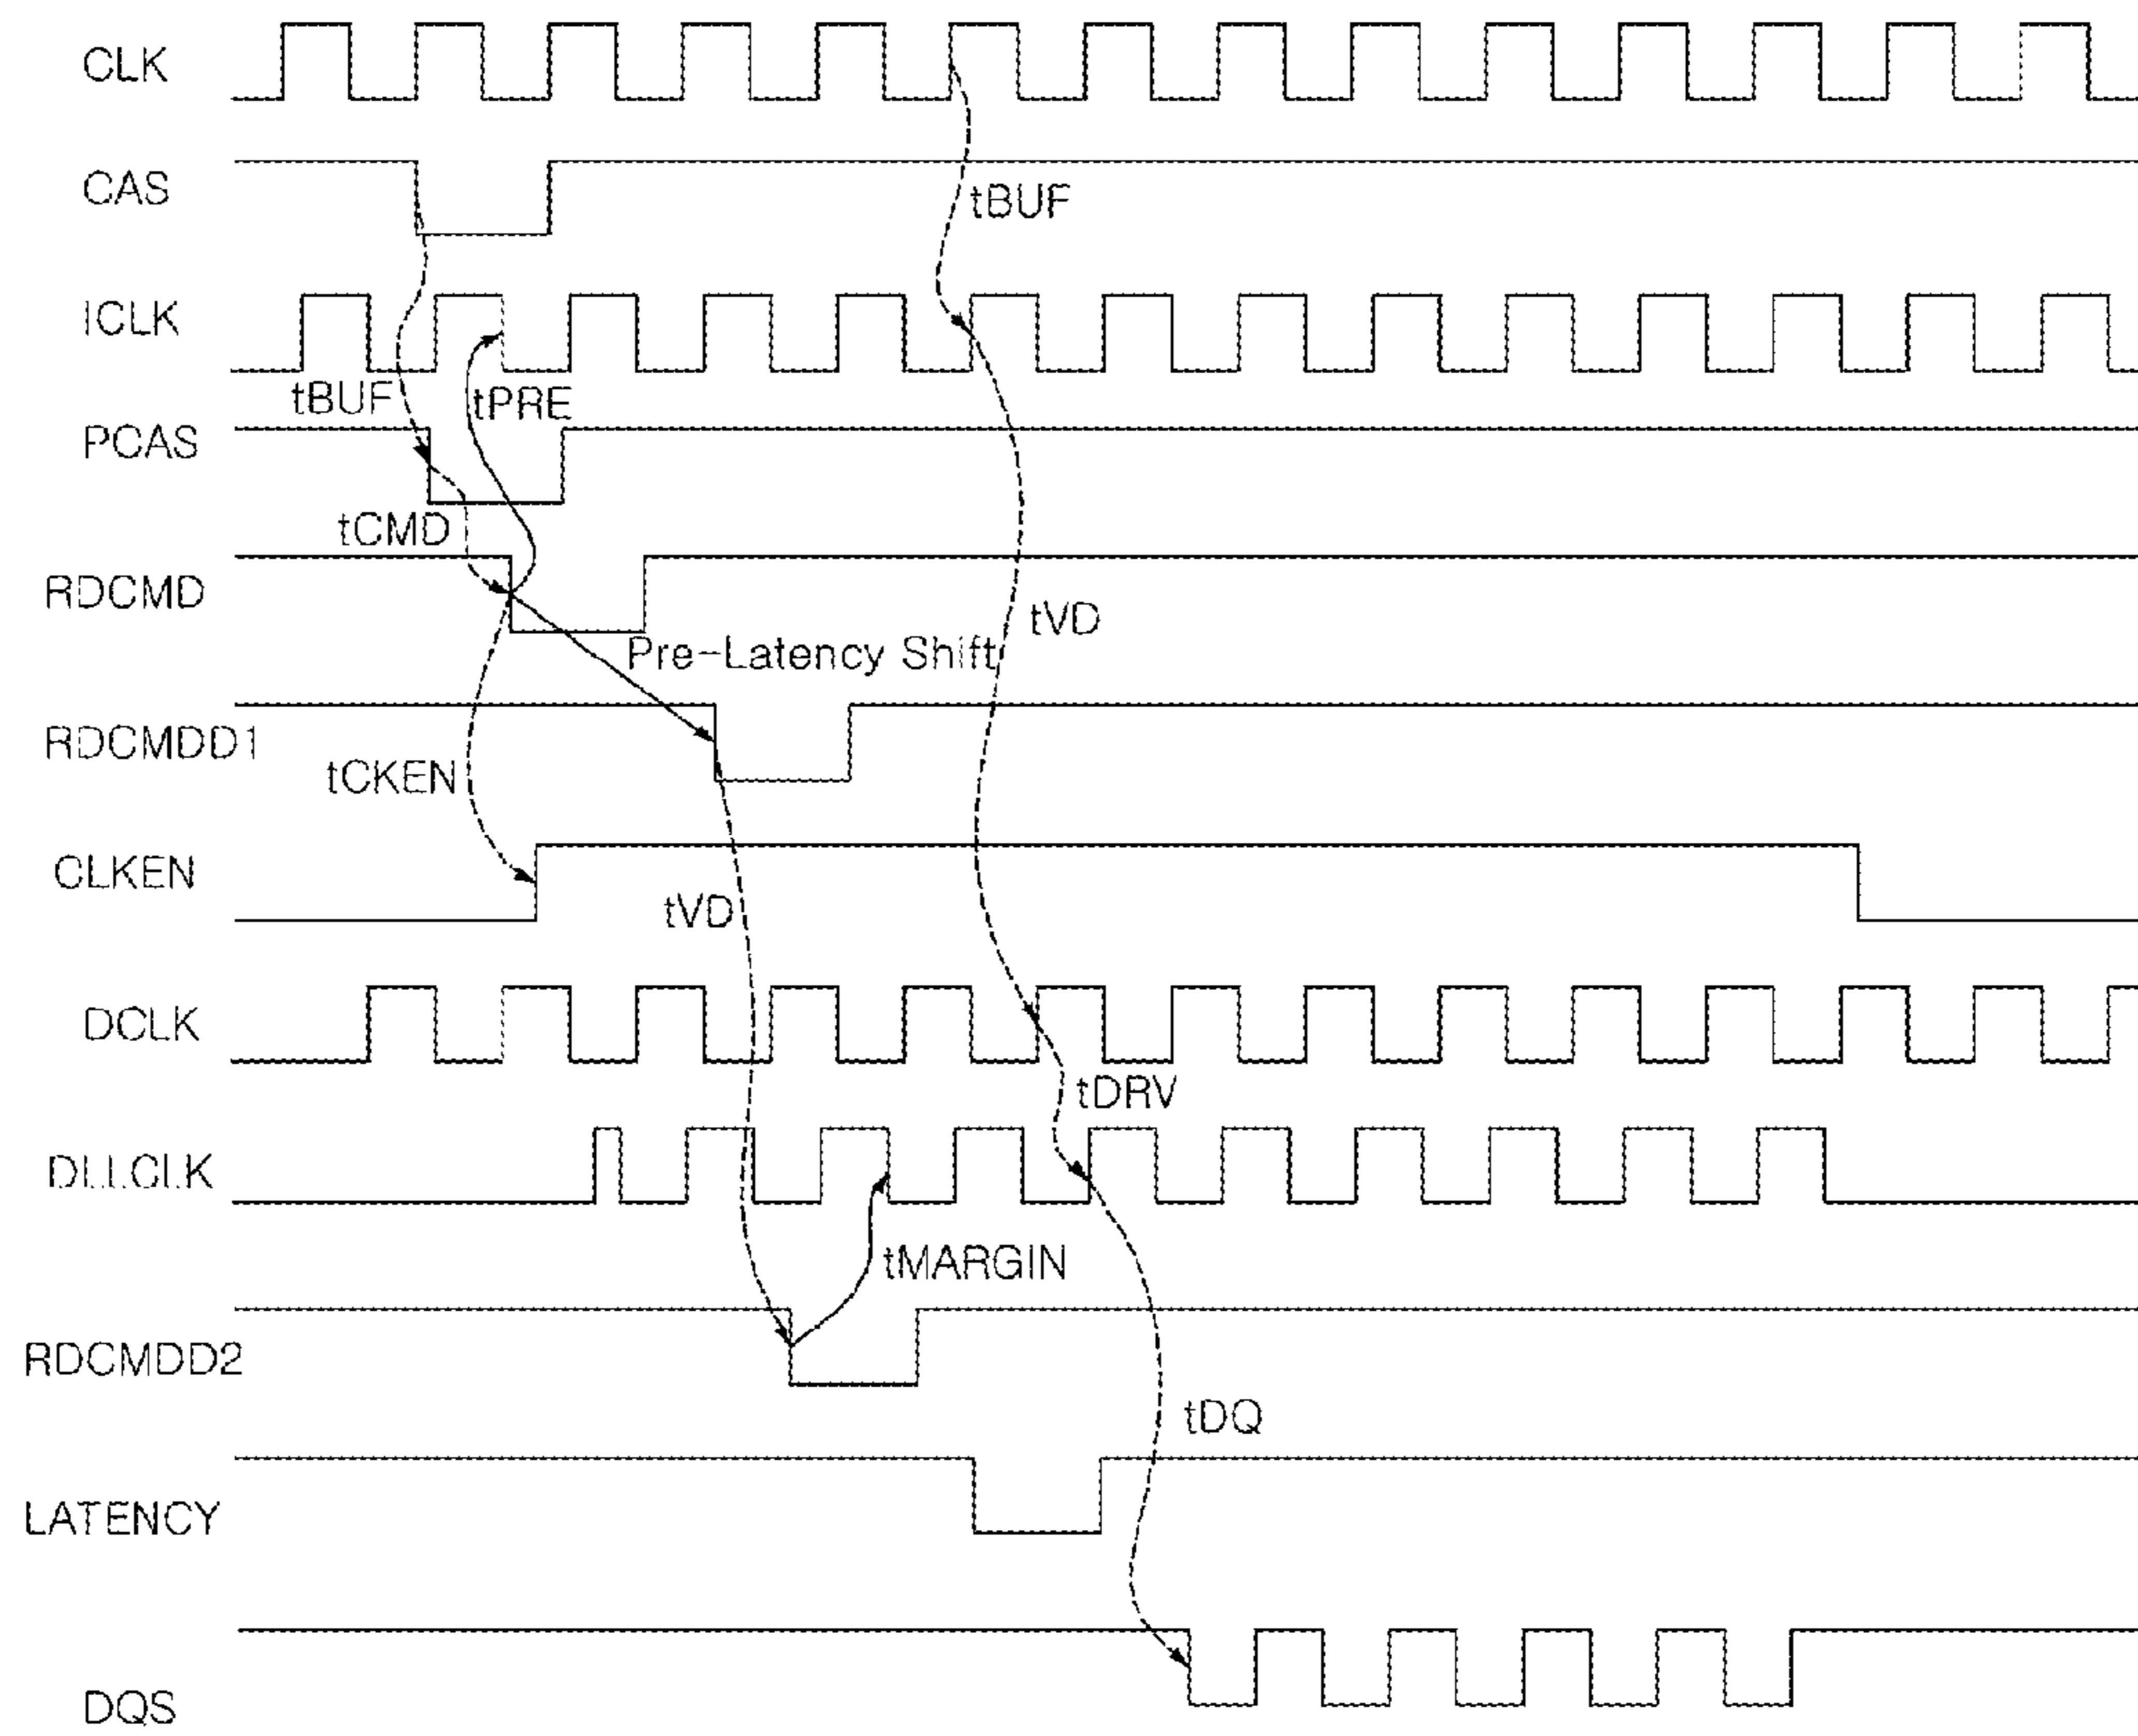 CLK
CAS
tBUF
ICLK
tBUF
tPRE
PCAS
tCMD
RDCMD
tVD
Pre-Latency Shift
RDCMDD1
tCKEN
CLKEN
tVD
DCLK
tDRV
DLLCLK
tMARGIN
RDCMDD2
tDQ
LATENCY
DQS